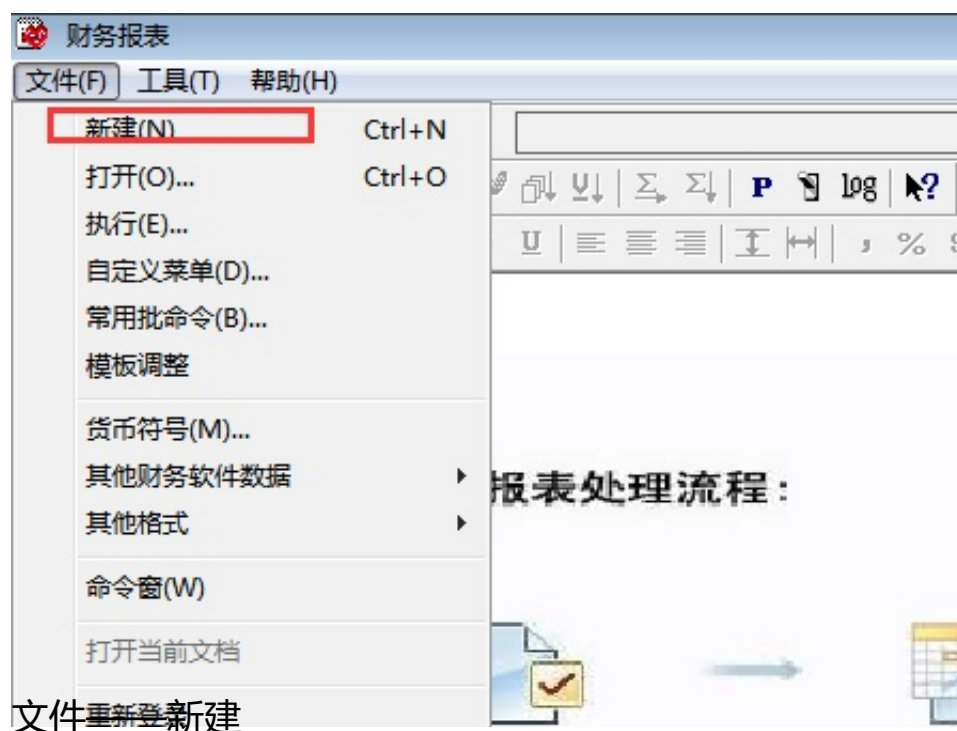 财务报表
文件(F) 工具(T) 帮助(H)
新建(N) Ctrl+N
打开(O)... Ctrl+O
执行(E)...
自定义菜单(D)...
常用批命令(B)...
模板调整
货币符号(M)...
其他财务软件数据
其他格式
命令窗(W)
打开当前文档
重新登
U Σ Σ P log ?
U , %
报表处理流程:
文件 新建